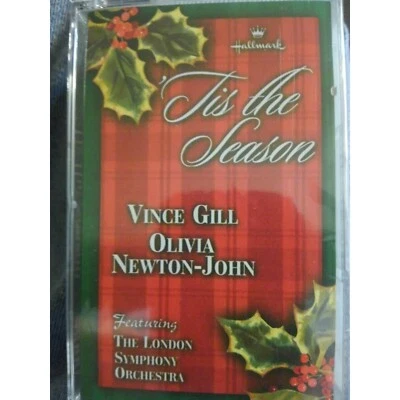 Hallmark
'Tis the
Season
VINCE GILL
OLIVIA
NEWTON-JOHN
Featuring
THE LONDON
SYMPHONY
ORCHESTRA